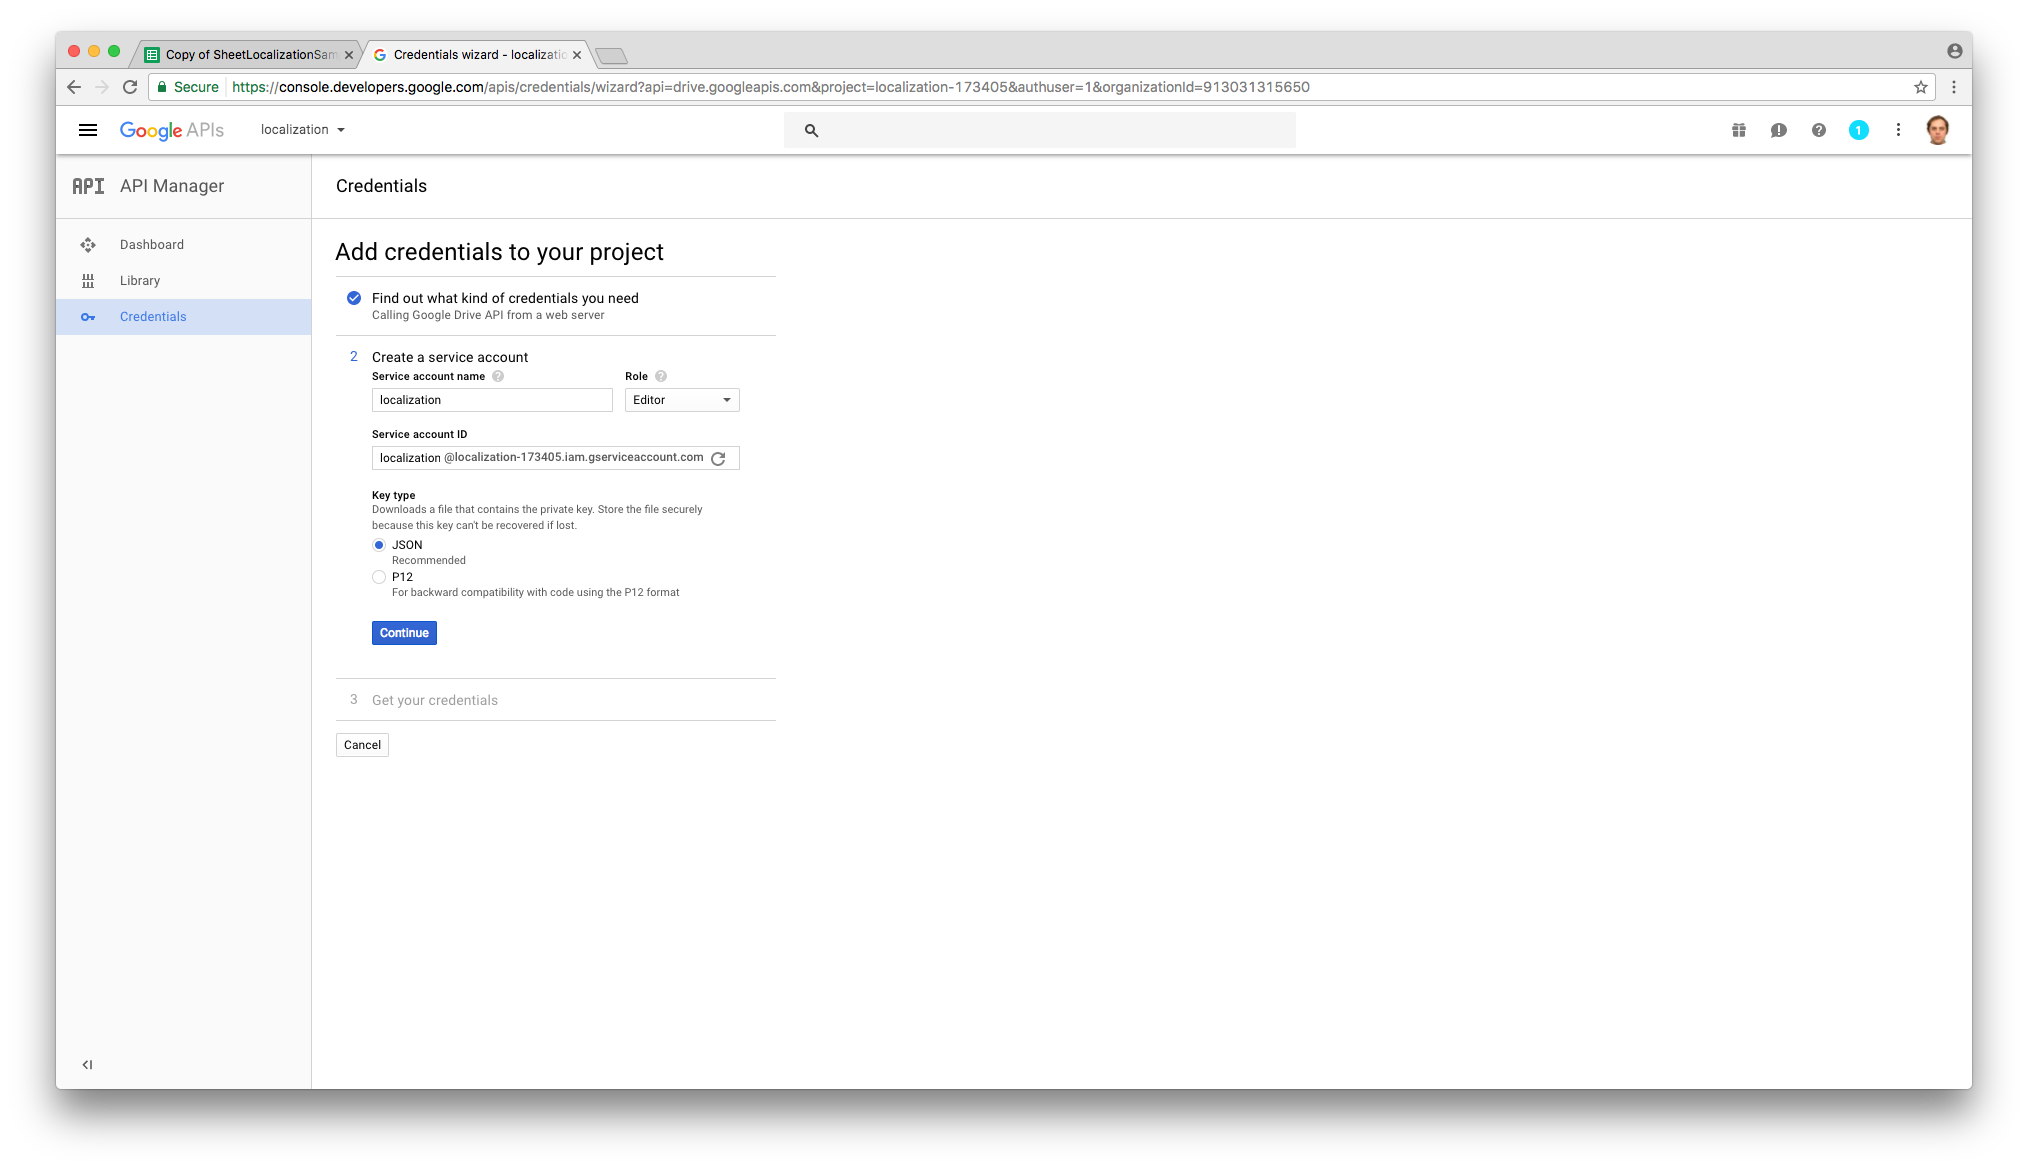 Copy of SheetLocalizationSam
Credentials wizard - localizatio
Secure
https://console.developers.google.com/apis/credentials/wizard?api=drive.googleapis.com&project=localization-173405&authuser=1&organizationId=913031315650
Google APIs
localization
1
API API Manager
Credentials
Dashboard
Library
Credentials
Add credentials to your project
Find out what kind of credentials you need
Calling Google Drive API from a web server
2 Create a service account
Service account name ?
Role ?
localization
Editor
Service account ID
localization @localization-173405.iam.gserviceaccount.com
Key type
Downloads a file that contains the private key. Store the file securely
because this key can't be recovered if lost.
JSON
Recommended
P12
For backward compatibility with code using the P12 format
Continue
3 Get your credentials
Cancel